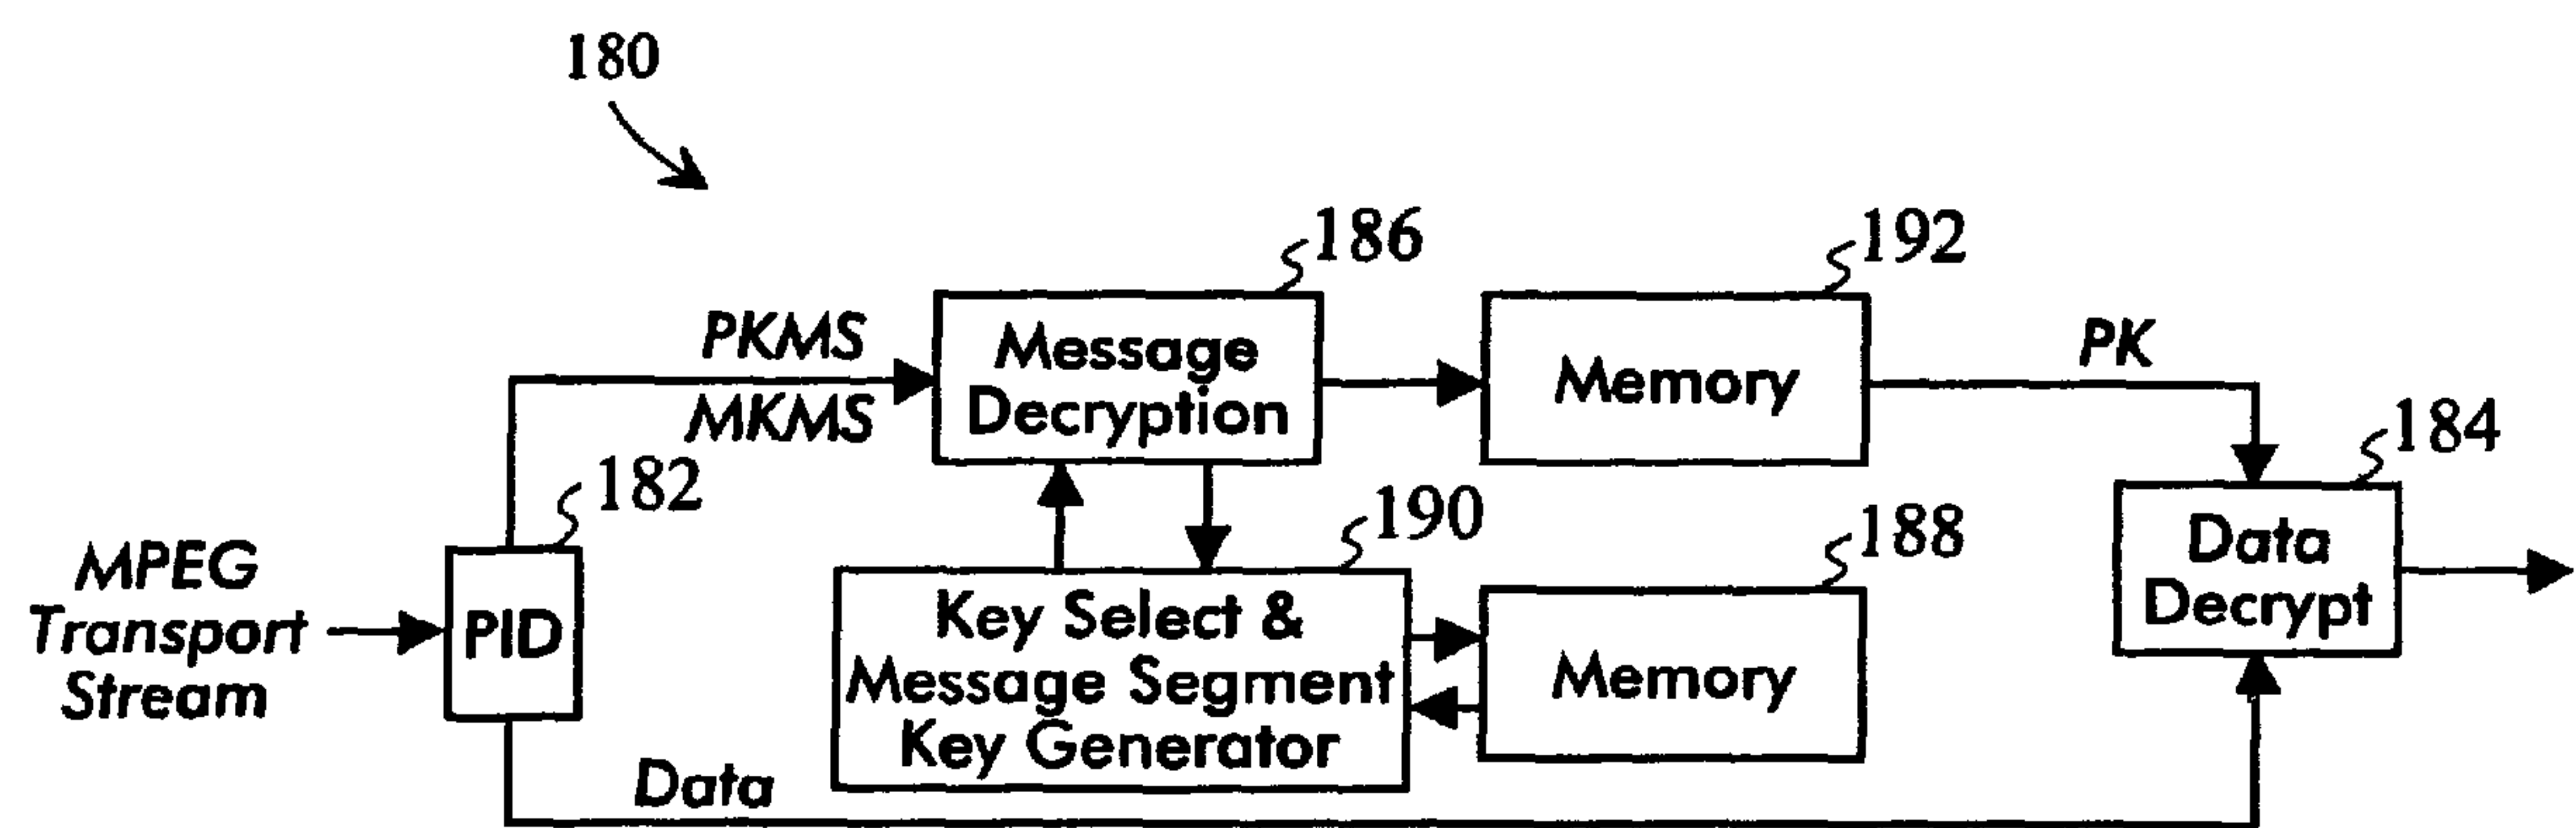 180
186
192
PKMS
MKMS
Message
Decryption
Memory
PK
184
182
190
188
MPEG
Transport
Stream
PID
Key Select &
Message Segment
Key Generator
Memory
Data
Decrypt
Data